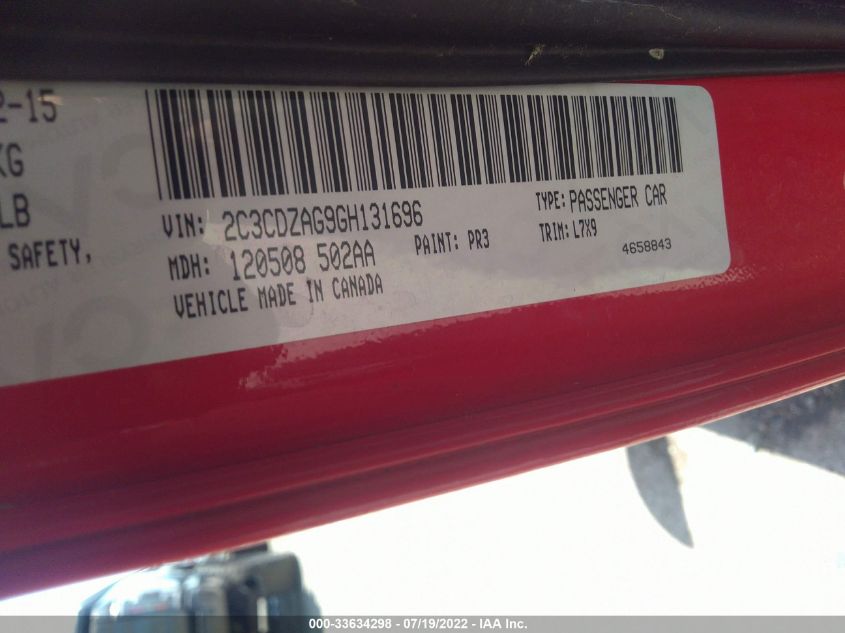 2-15
KG
LB
SAFETY,
VIN: 2C3CDZAG9GH131696
TYPE: PASSENGER CAR
MDH: 120508 502AA
PAINT: PR3
TRIM: L7X9
VEHICLE MADE IN CANADA
4658843
000-33634298 - 07/19/2022 - IAA Inc.